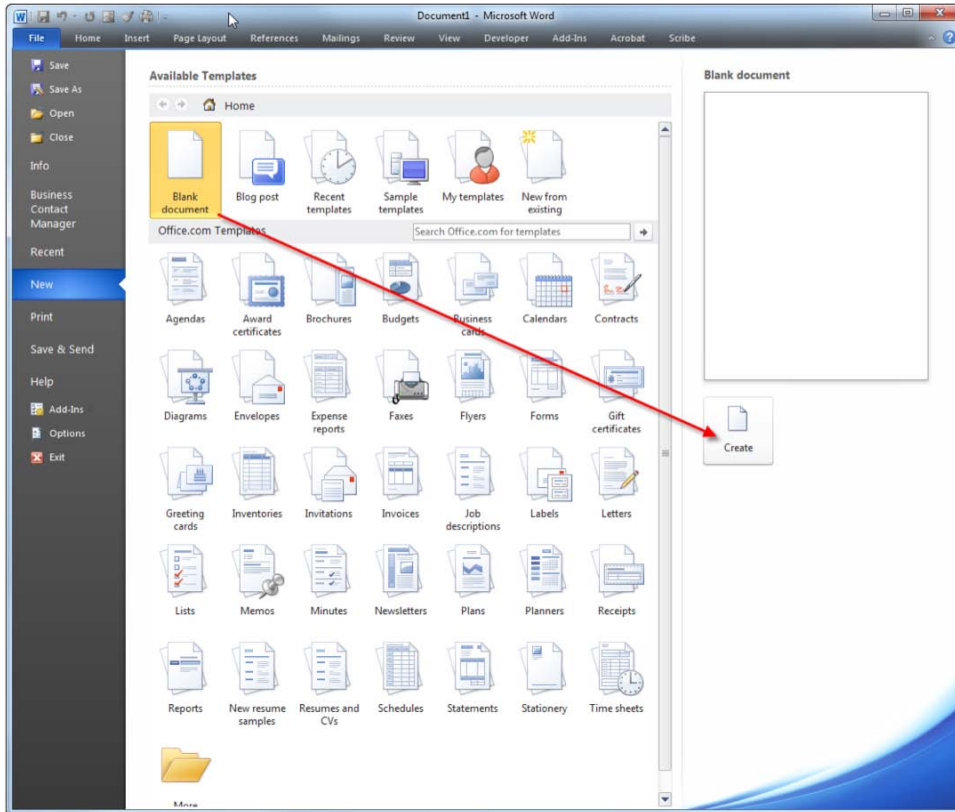 Document1 - Microsoft Word
File Home Insert Page Layout References Mailings Review View Developer Add-Ins Acrobat Scribe
Save
Save As
Open
Close
Info
Business
Contact
Manager
Recent
New
Print
Save & Send
Help
Add-Ins
Options
Exit
Available Templates
Home
Blank
document
Blog post
Recent
templates
Sample
templates
My templates
New from
existing
Office.com Templates
Search Office.com for templates
Agendas
Award
certificates
Brochures
Budgets
Business
cards
Calendars
Contracts
Diagrams
Envelopes
Expense
reports
Faxes
Flyers
Forms
Gift
certificates
Greeting
cards
Inventories
Invitations
Invoices
Job
descriptions
Labels
Letters
Lists
Memos
Minutes
Newsletters
Plans
Planners
Receipts
Reports
New resume
samples
Resumes and
CVs
Schedules
Statements
Stationery
Time sheets
More
Blank document
Create